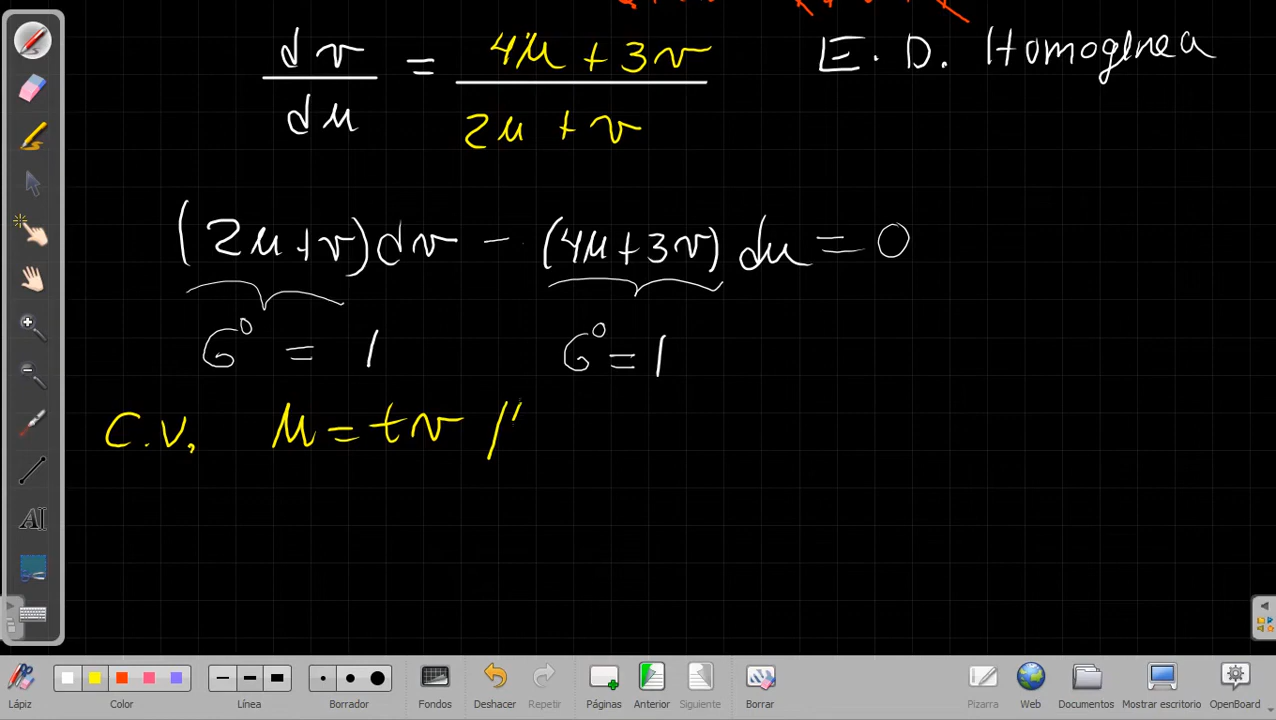 dv/du = (4u + 3v)/(2u + v)
E. D. Homogenea
(2u+v)dv - (4u+3v) du = 0
G° = 1 G° = 1
C.V. u = tv //
Lápiz Color Línea Borrador Fondos Deshacer Repetir Páginas Anterior Siguiente Borrar Pizarra Web Documentos Mostrar escritorio OpenBoard